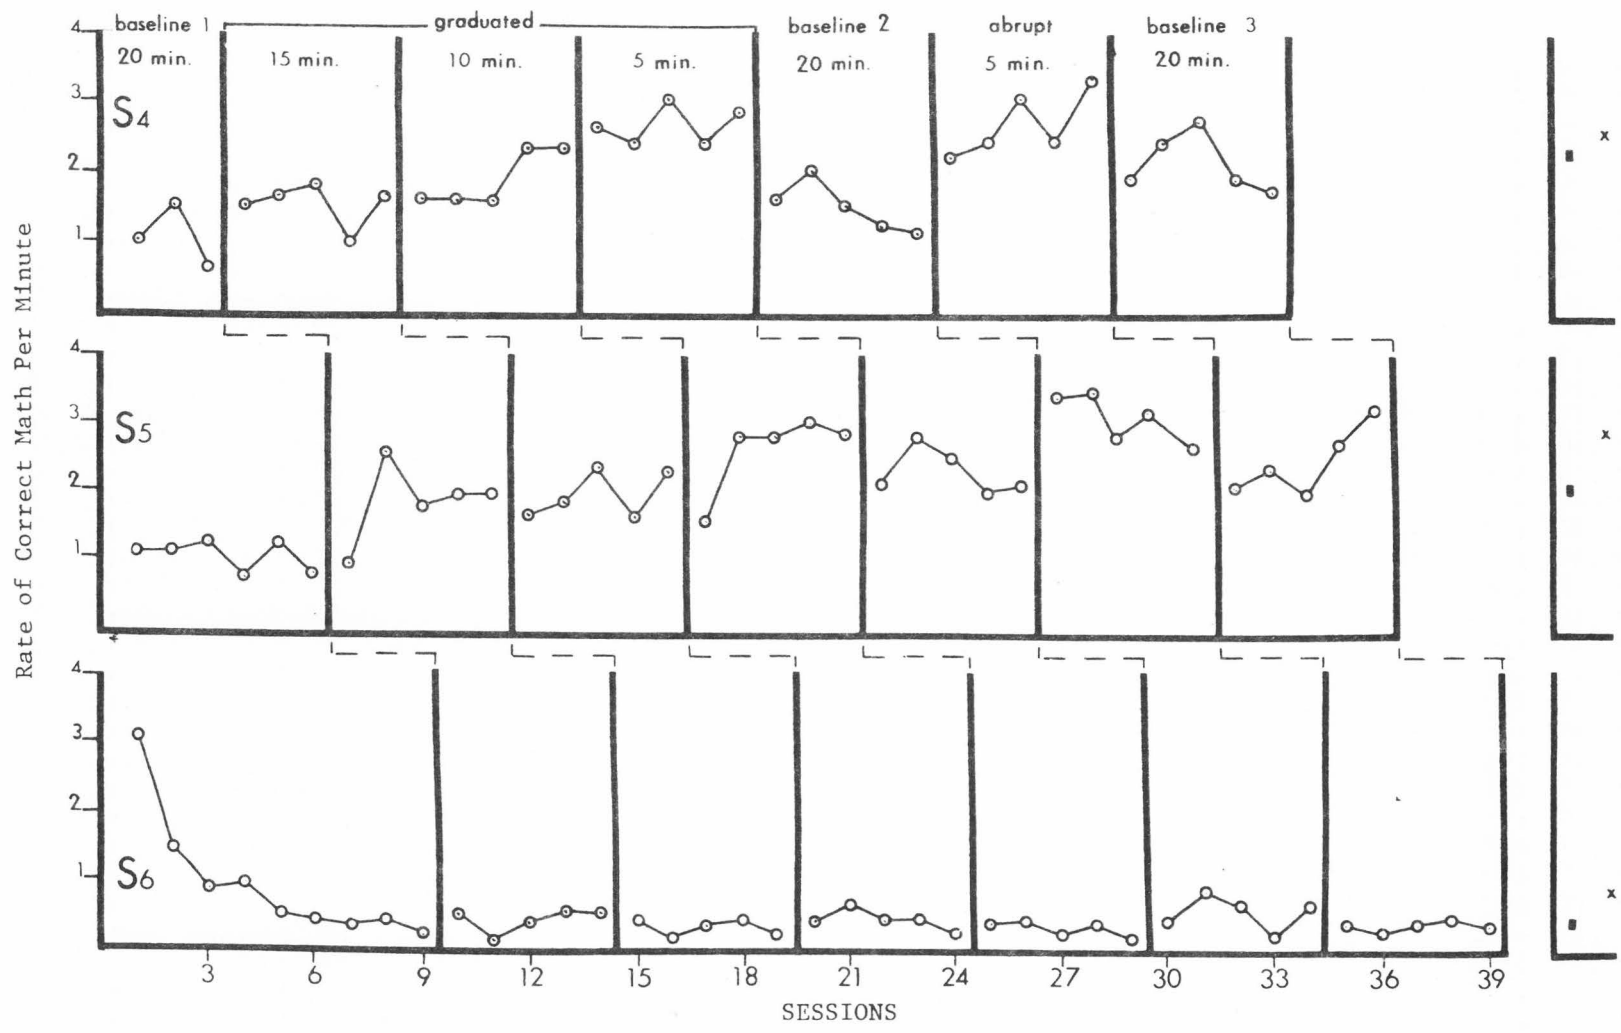 baseline 1 graduated baseline 2 abrupt baseline 3
20 min. 15 min. 10 min. 5 min. 20 min. 5 min. 20 min.
Rate of Correct Math Per Minute
4
3
S4
2
x
1
4
3
S5
x
2
1
4
3
2
1
S6
x
3 6 9 12 15 18 21 24 27 30 33 36 39
SESSIONS